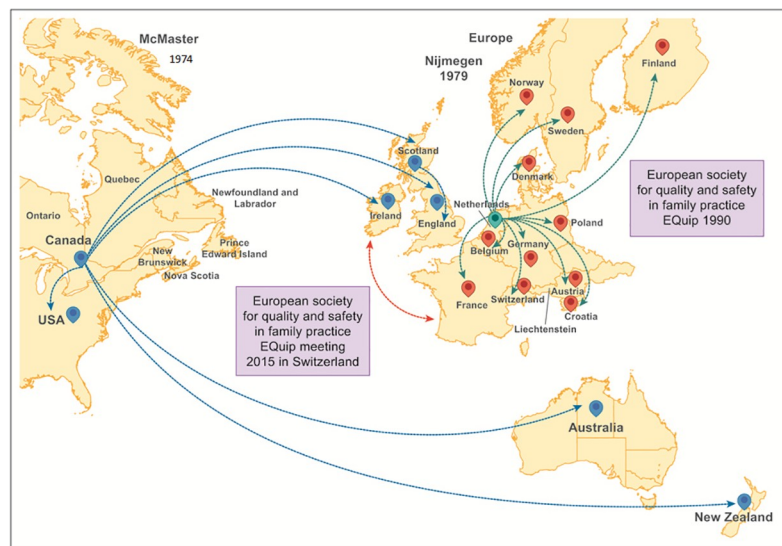 McMaster
1974
Europe
Nijmegen
1979
Finland
Norway
Sweden
Scotland
Denmark
Quebec
Newfoundland and
Labrador
Netherlands
Ontario
Ireland
England
Poland
Canada
Prince
Edward Island
New
Brunswick
Nova Scotia
Belgium
Germany
USA
France
Switzerland
Austria
Croatia
Liechtenstein
European society
for quality and safety
in family practice
EQuip 1990
European society
for quality and safety
in family practice
EQuip meeting
2015 in Switzerland
Australia
New Zealand